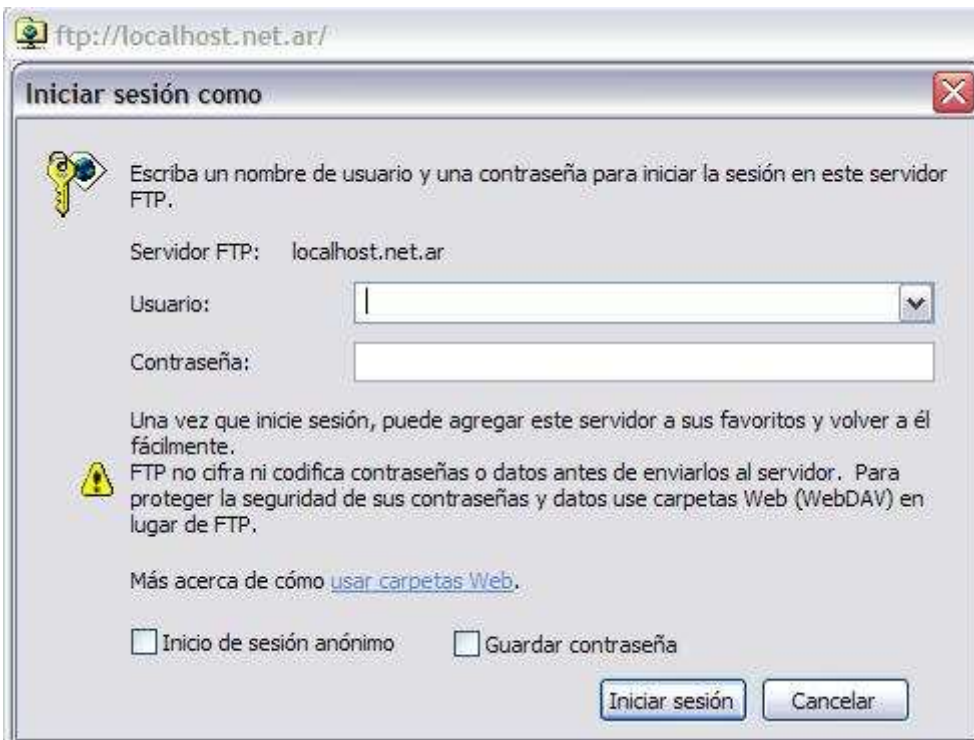 ftp://localhost.net.ar/
Iniciar sesión como
Escriba un nombre de usuario y una contraseña para iniciar la sesión en este servidor
FTP.
Servidor FTP: localhost.net.ar
Usuario:
Contraseña:
Una vez que inicie sesión, puede agregar este servidor a sus favoritos y volver a él
fácilmente.
FTP no cifra ni codifica contraseñas o datos antes de enviarlos al servidor. Para
proteger la seguridad de sus contraseñas y datos use carpetas Web (WebDAV) en
lugar de FTP.
Más acerca de cómo usar carpetas Web.
Inicio de sesión anónimo Guardar contraseña
Iniciar sesión Cancelar